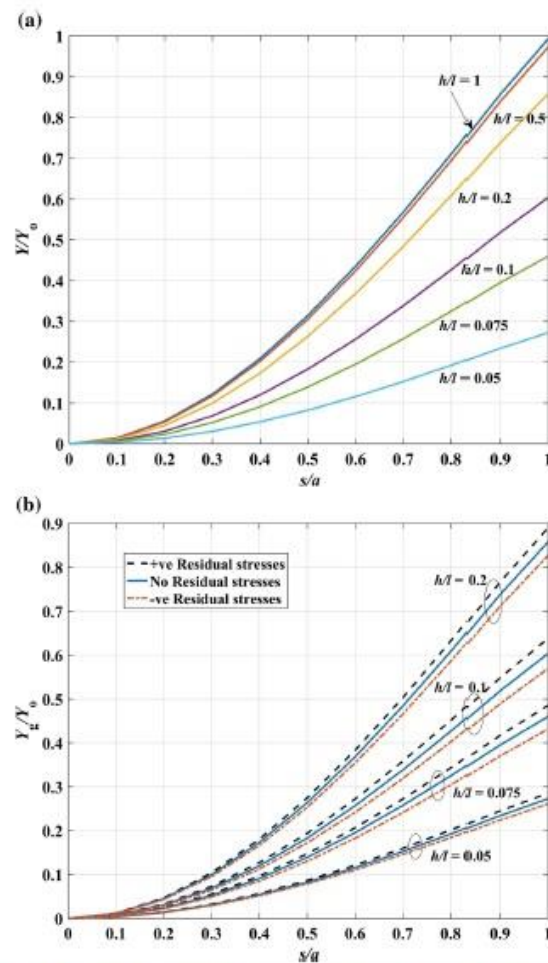 (a)
1
0.9
0.8
0.7
0.6
0.5
0.4
0.3
0.2
0.1
0
Y/Y₀
h/l = 1
h/l = 0.5
h/l = 0.2
h/l = 0.1
h/l = 0.075
h/l = 0.05
0 0.1 0.2 0.3 0.4 0.5 0.6 0.7 0.8 0.9 1
s/a
(b)
0.9
0.8
0.7
0.6
0.5
0.4
0.3
0.2
0.1
0
Yg/Y₀
+ve Residual stresses
No Residual stresses
-ve Residual stresses
h/l = 0.2
h/l = 0.1
h/l = 0.075
h/l = 0.05
0 0.1 0.2 0.3 0.4 0.5 0.6 0.7 0.8 0.9 1
s/a